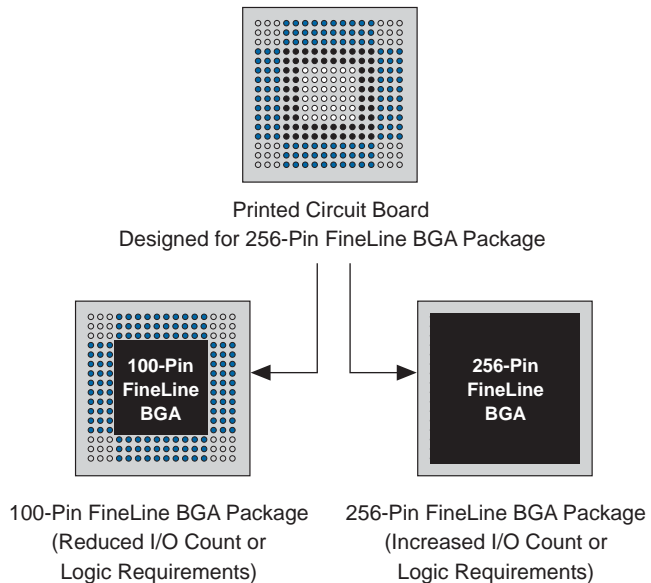 Printed Circuit Board
Designed for 256-Pin FineLine BGA Package
100-Pin
FineLine
BGA
256-Pin
FineLine
BGA
100-Pin FineLine BGA Package
(Reduced I/O Count or
Logic Requirements)
256-Pin FineLine BGA Package
(Increased I/O Count or
Logic Requirements)